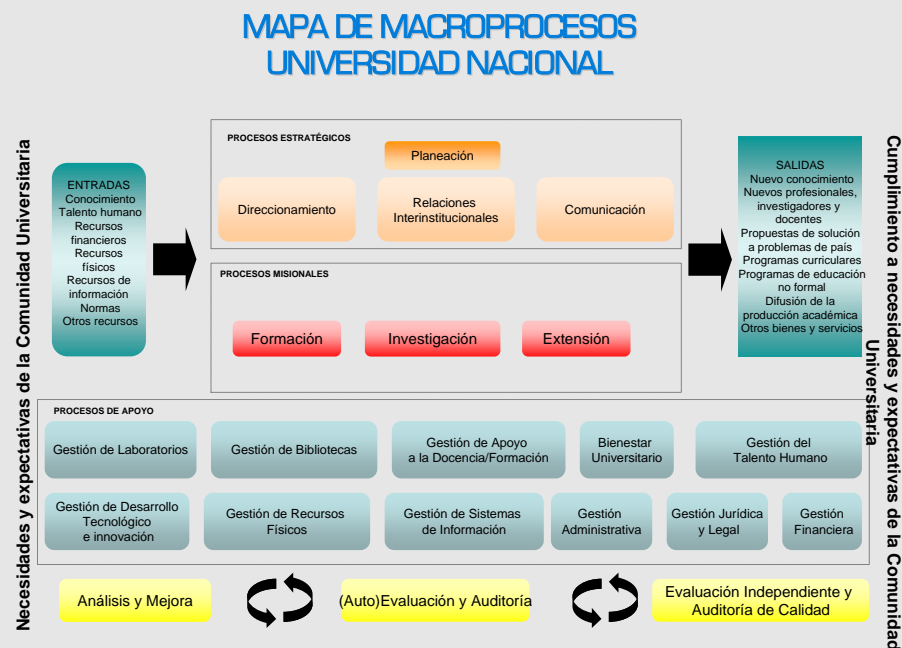 MAPA DE MACROPROCESOS
UNIVERSIDAD NACIONAL
Necesidades y expectativas de la Comunidad Universitaria
ENTRADAS
Conocimiento
Talento humano
Recursos
financieros
Recursos
físicos
Recursos de
información
Normas
Otros recursos
PROCESOS ESTRATÉGICOS
Planeación
Direccionamiento
Relaciones
Interinstitucionales
Comunicación
PROCESOS MISIONALES
Formación
Investigación
Extensión
SALIDAS
Nuevo conocimiento
Nuevos profesionales,
investigadores y
docentes
Propuestas de solución
a problemas de país
Programas curriculares
Programas de educación
no formal
Difusión de la
producción académica
Otros bienes y servicios
Cumplimiento a necesidades y expectativas de la Comunidad
Universitaria
PROCESOS DE APOYO
Gestión de Laboratorios
Gestión de Bibliotecas
Gestión de Apoyo
a la Docencia/Formación
Bienestar
Universitario
Gestión del
Talento Humano
Gestión de Desarrollo
Tecnológico
e innovación
Gestión de Recursos
Físicos
Gestión de Sistemas
de Información
Gestión
Administrativa
Gestión Jurídica
y Legal
Gestión
Financiera
Análisis y Mejora
(Auto)Evaluación y Auditoría
Evaluación Independiente y
Auditoría de Calidad